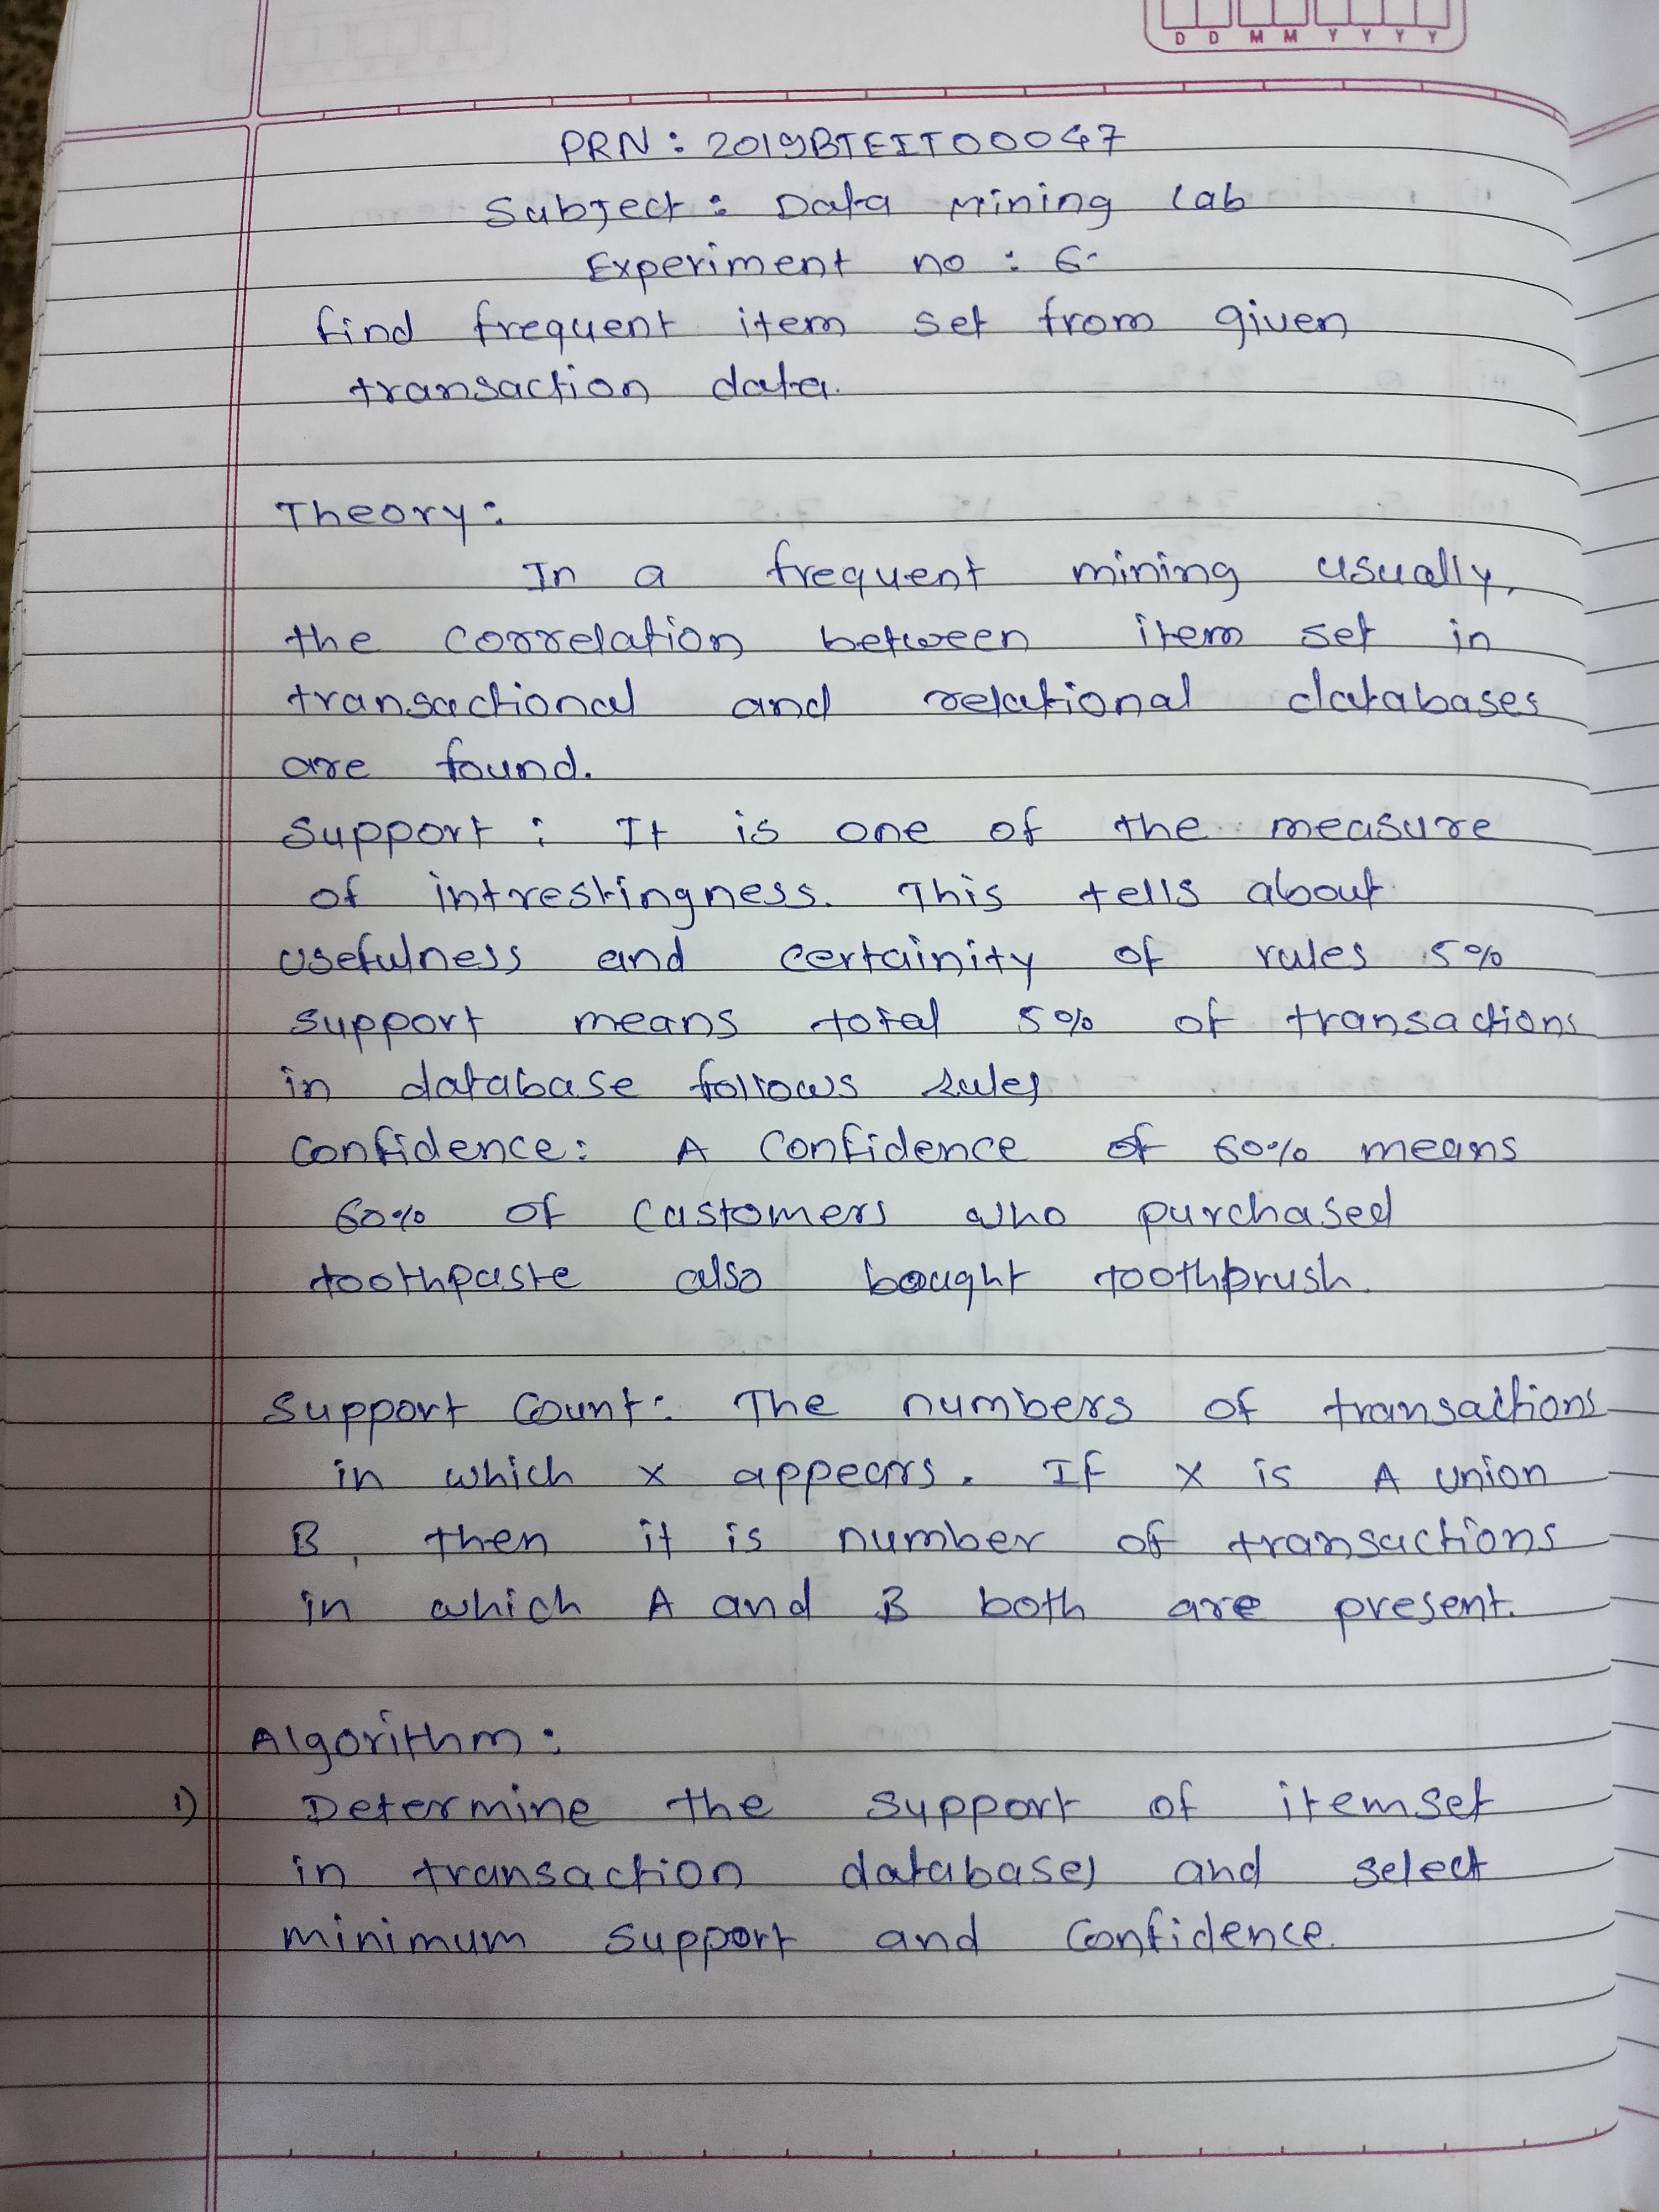 D D M M Y Y Y Y
PRN: 2019BTEIT00047
Subject: Data Mining Lab
Experiment no: 6
find frequent item set from given
transaction data.
Theory:
In a frequent mining usually,
the correlation between item set in
transactional and relational databases
are found.
Support: It is one of the measure
of intrestingness. This tells about
usefulness and certainity of rules 5%
support means total 5% of transactions
in database follows rules
Confidence: A Confidence of 60% means
60% of customers who purchased
toothpaste also bought toothbrush.
Support Count: The numbers of transactions
in which x appears. If x is A union
B, then it is number of transactions
in which A and B both are present.
Algorithm:
1) Determine the support of itemset
in transaction databases and select
minimum support and Confidence.